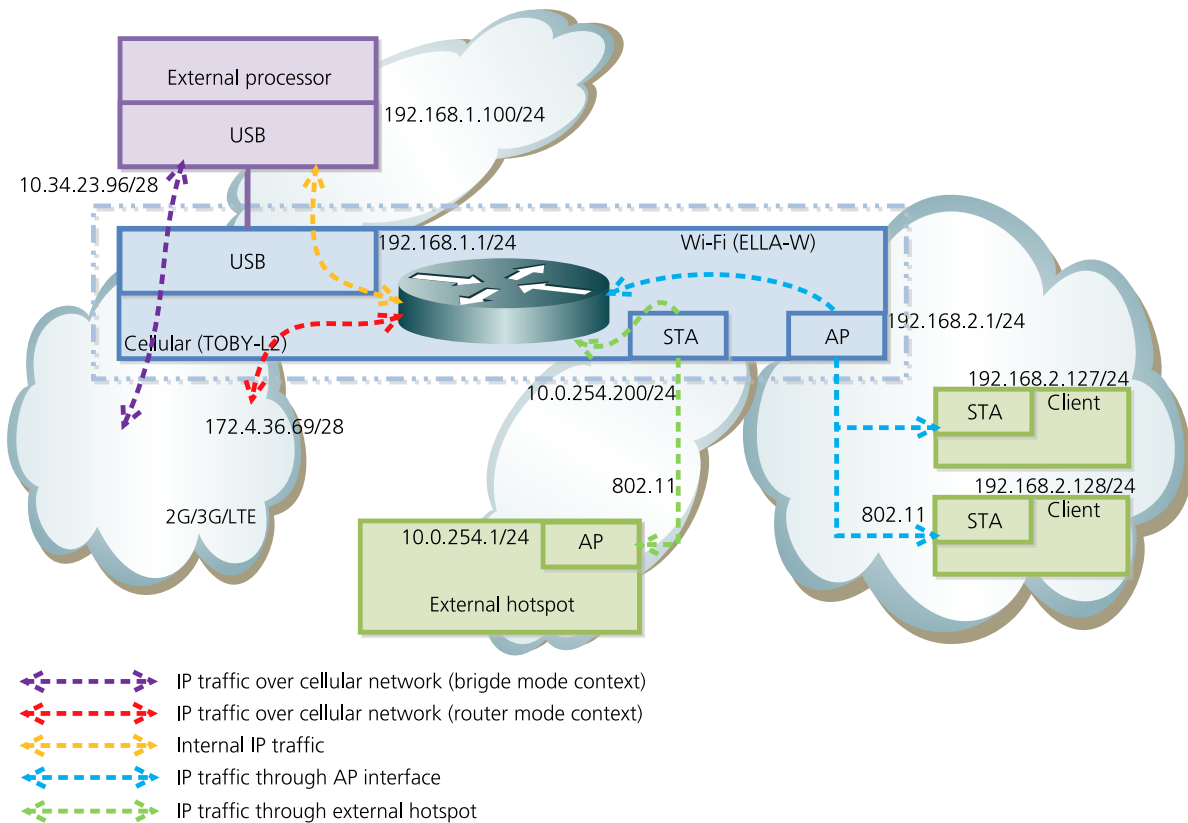 External processor
USB
192.168.1.100/24
10.34.23.96/28
192.168.1.1/24
Wi-Fi (ELLA-W)
USB
Cellular (TOBY-L2)
STA
AP
192.168.2.1/24
10.0.254.200/24
172.4.36.69/28
192.168.2.127/24
STA
Client
802.11
192.168.2.128/24
802.11
STA
Client
2G/3G/LTE
10.0.254.1/24
AP
External hotspot
IP traffic over cellular network (brigde mode context)
IP traffic over cellular network (router mode context)
Internal IP traffic
IP traffic through AP interface
IP traffic through external hotspot